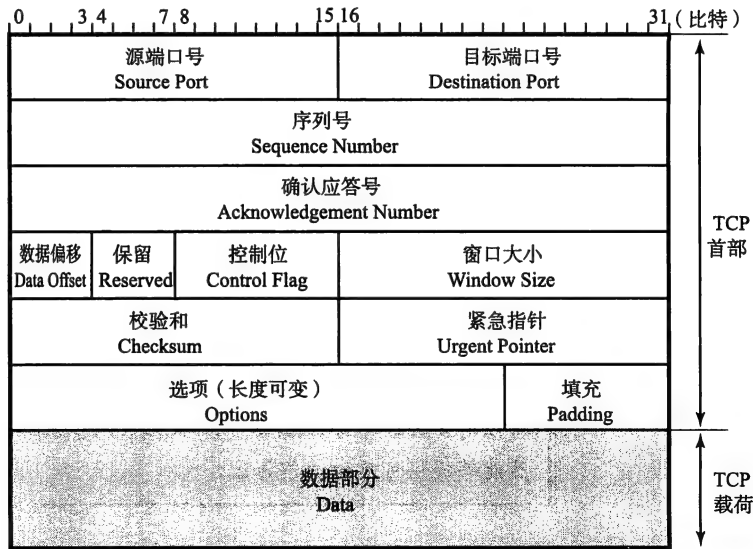 0 3 4 7 8 15 16 31 (比特)
源端口号
Source Port
目标端口号
Destination Port
序列号
Sequence Number
确认应答号
Acknowledgement Number
数据偏移
Data Offset
保留
Reserved
控制位
Control Flag
窗口大小
Window Size
校验和
Checksum
紧急指针
Urgent Pointer
选项(长度可变)
Options
填充
Padding
TCP
首部
数据部分
Data
TCP
载荷